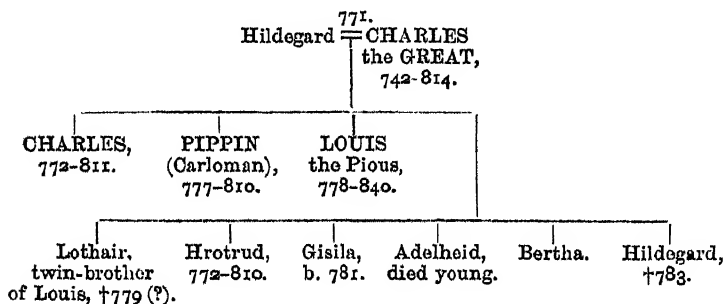 771.
Hildegard = CHARLES
the GREAT,
742-814.
CHARLES,
772-811.
PIPPIN
(Carloman),
777-810.
LOUIS
the Pious,
778-840.
Lothair,
twin-brother
of Louis, †779 (?).
Hrotrud,
772-810.
Gisila,
b. 781.
Adelheid,
died young.
Bertha.
Hildegard,
†783.